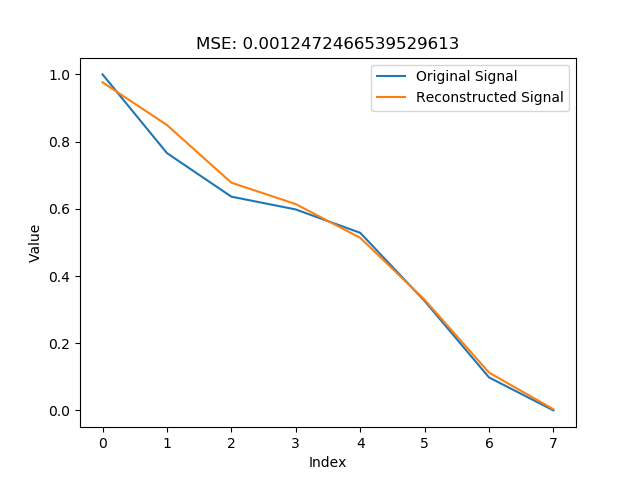 MSE: 0.0012472466539529613
Original Signal
Reconstructed Signal
1.0
0.8
0.6
0.4
0.2
0.0
Value
0 1 2 3 4 5 6 7
Index